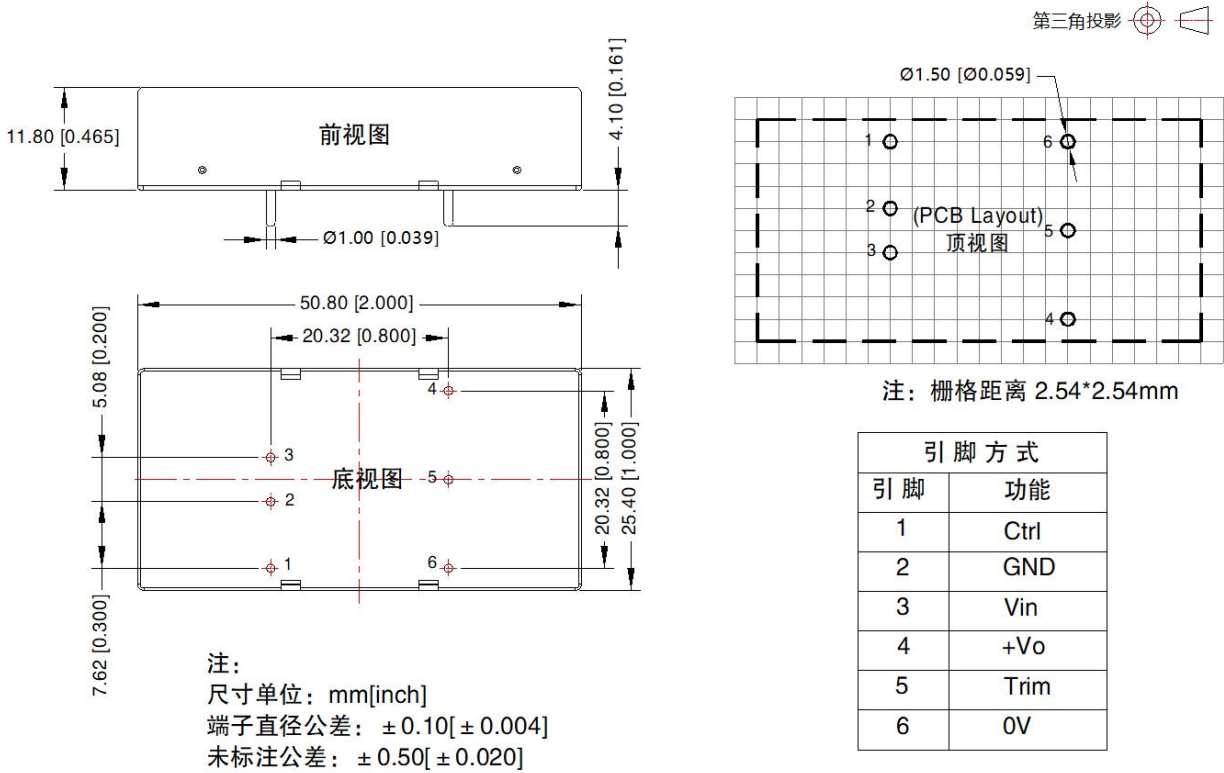 第三角投影
11.80 [0.465]
前视图
4.10 [0.161]
Ø1.00 [0.039]
Ø1.50 [Ø0.059]
1
6
2
(PCB Layout)
顶视图
5
3
4
注：栅格距离 2.54*2.54mm
50.80 [2.000]
20.32 [0.800]
5.08 [0.200]
4
3
底视图
5
2
1
6
20.32 [0.800]
25.40 [1.000]
7.62 [0.300]
注：
尺寸单位：mm[inch]
端子直径公差：±0.10[±0.004]
未标注公差：±0.50[±0.020]
引脚方式
引脚 功能
1 Ctrl
2 GND
3 Vin
4 +Vo
5 Trim
6 0V